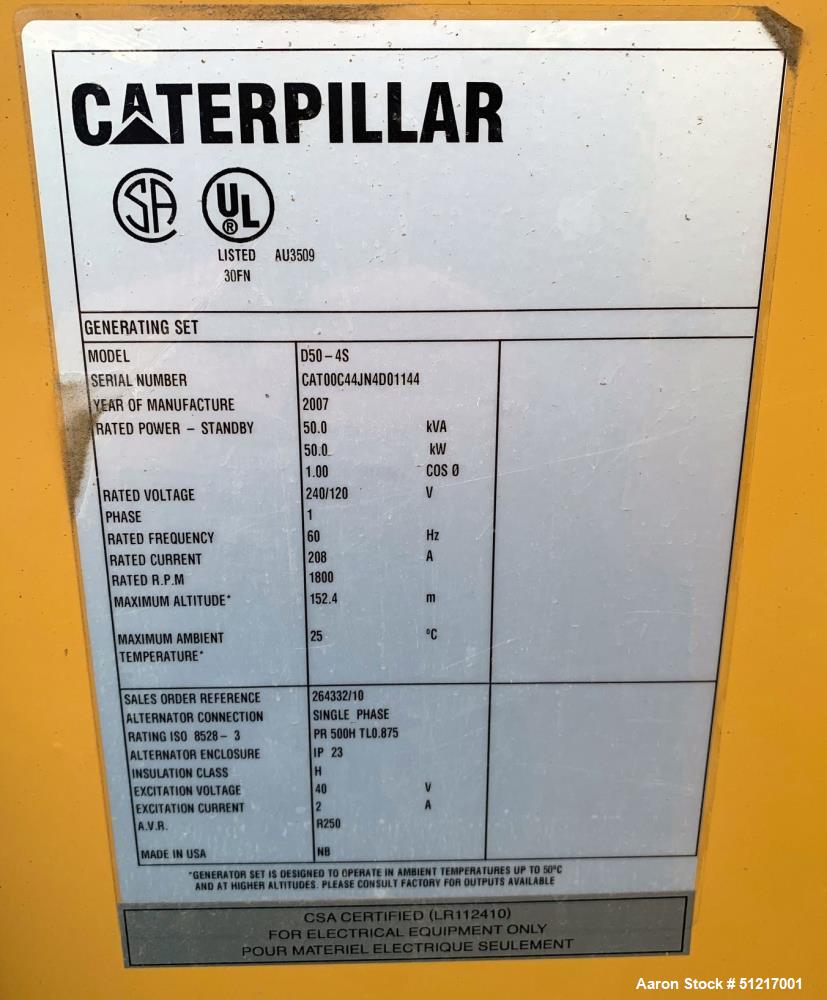 CATERPILLAR
SA UL
®
LISTED AU3509
30FN
GENERATING SET
MODEL D50-4S
SERIAL NUMBER CAT00C44JN4D01144
YEAR OF MANUFACTURE 2007
RATED POWER - STANDBY 50.0 kVA
50.0 kW
1.00 COS Ø
RATED VOLTAGE 240/120 V
PHASE 1
RATED FREQUENCY 60 Hz
RATED CURRENT 208 A
RATED R.P.M 1800
MAXIMUM ALTITUDE* 152.4 m
MAXIMUM AMBIENT 25 °C
TEMPERATURE*
SALES ORDER REFERENCE 264332/10
ALTERNATOR CONNECTION SINGLE PHASE
RATING ISO 8528-3 PR 500H TL0.875
ALTERNATOR ENCLOSURE IP 23
INSULATION CLASS H
EXCITATION VOLTAGE 40 V
EXCITATION CURRENT 2 A
A.V.R. R250
MADE IN USA NB
*GENERATOR SET IS DESIGNED TO OPERATE IN AMBIENT TEMPERATURES UP TO 50°C
AND AT HIGHER ALTITUDES. PLEASE CONSULT FACTORY FOR OUTPUTS AVAILABLE
CSA CERTIFIED (LR112410)
FOR ELECTRICAL EQUIPMENT ONLY
POUR MATERIEL ELECTRIQUE SEULEMENT
Aaron Stock # 51217001